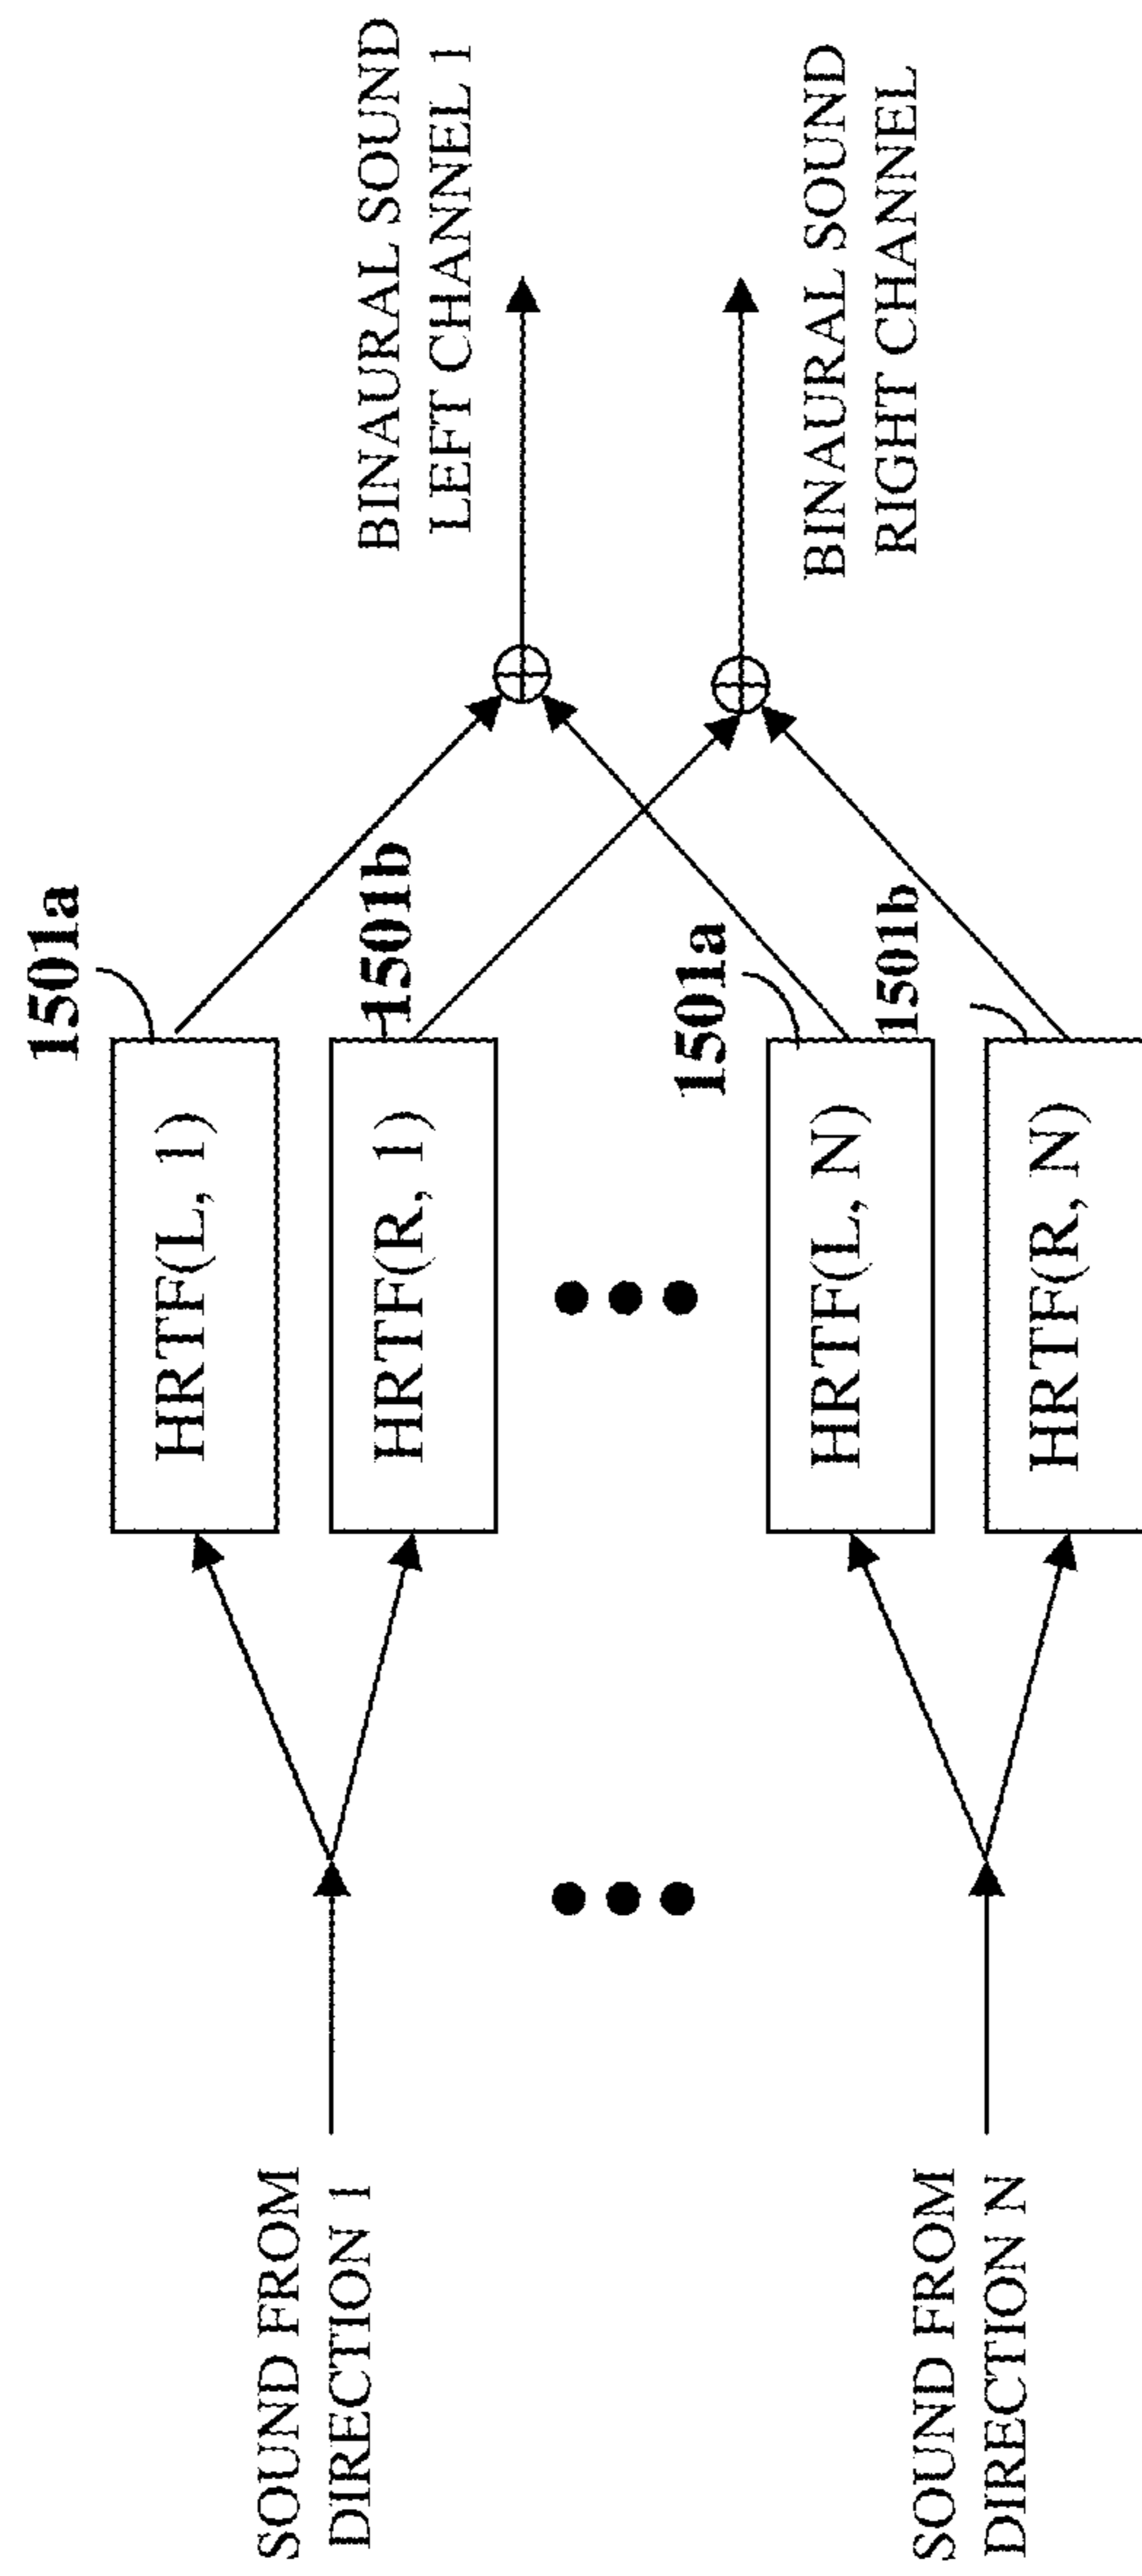 1501a
HRTF(L, 1)
1501b
SOUND FROM
DIRECTION 1
HRTF(R, 1)
BINAURAL SOUND
LEFT CHANNEL 1
1501a
HRTF(L, N)
BINAURAL SOUND
RIGHT CHANNEL
1501b
SOUND FROM
DIRECTION N
HRTF(R, N)